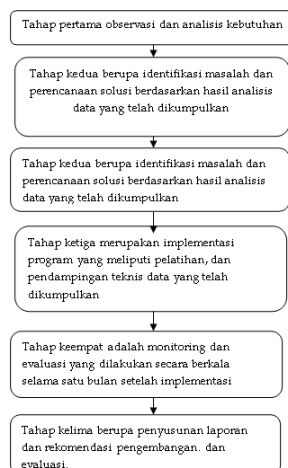 Tahap pertama observasi dan analisis kebutuhan
Tahap kedua berupa identifikasi masalah dan
perencanaan solusi berdasarkan hasil analisis
data yang telah dikumpulkan
Tahap kedua berupa identifikasi masalah dan
perencanaan solusi berdasarkan hasil analisis
data yang telah dikumpulkan
Tahap ketiga merupakan implementasi
program yang meliputi pelatihan, dan
pendampingan teknis data yang telah
dikumpulkan
Tahap keempat adalah monitoring dan
evaluasi yang dilakukan secara berkala
selama satu bulan setelah implementasi
Tahap kelima berupa penyusunan laporan
dan rekomendasi pengembangan. dan
evaluasi.